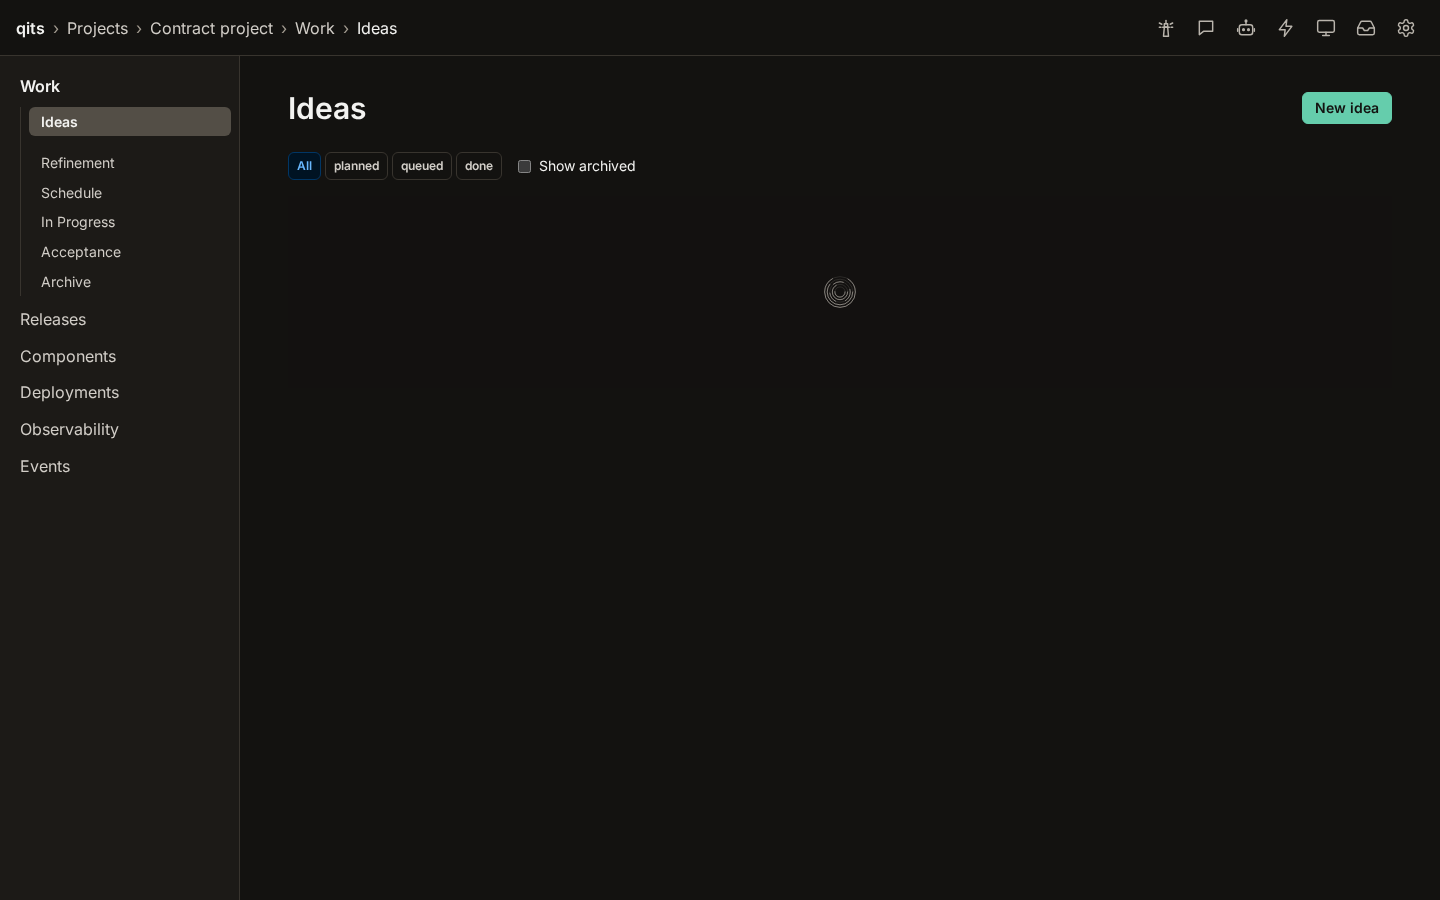 qits › Projects › Contract project › Work › Ideas
Work
Ideas
Refinement
Schedule
In Progress
Acceptance
Archive
Releases
Components
Deployments
Observability
Events
Ideas
New idea
All planned queued done Show archived